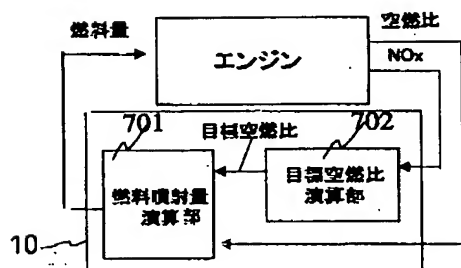 燃料量
エンジン
空燃比
NOx
701
目標空燃比
702
燃料噴射量
演算部
目標空燃比
演算部
10